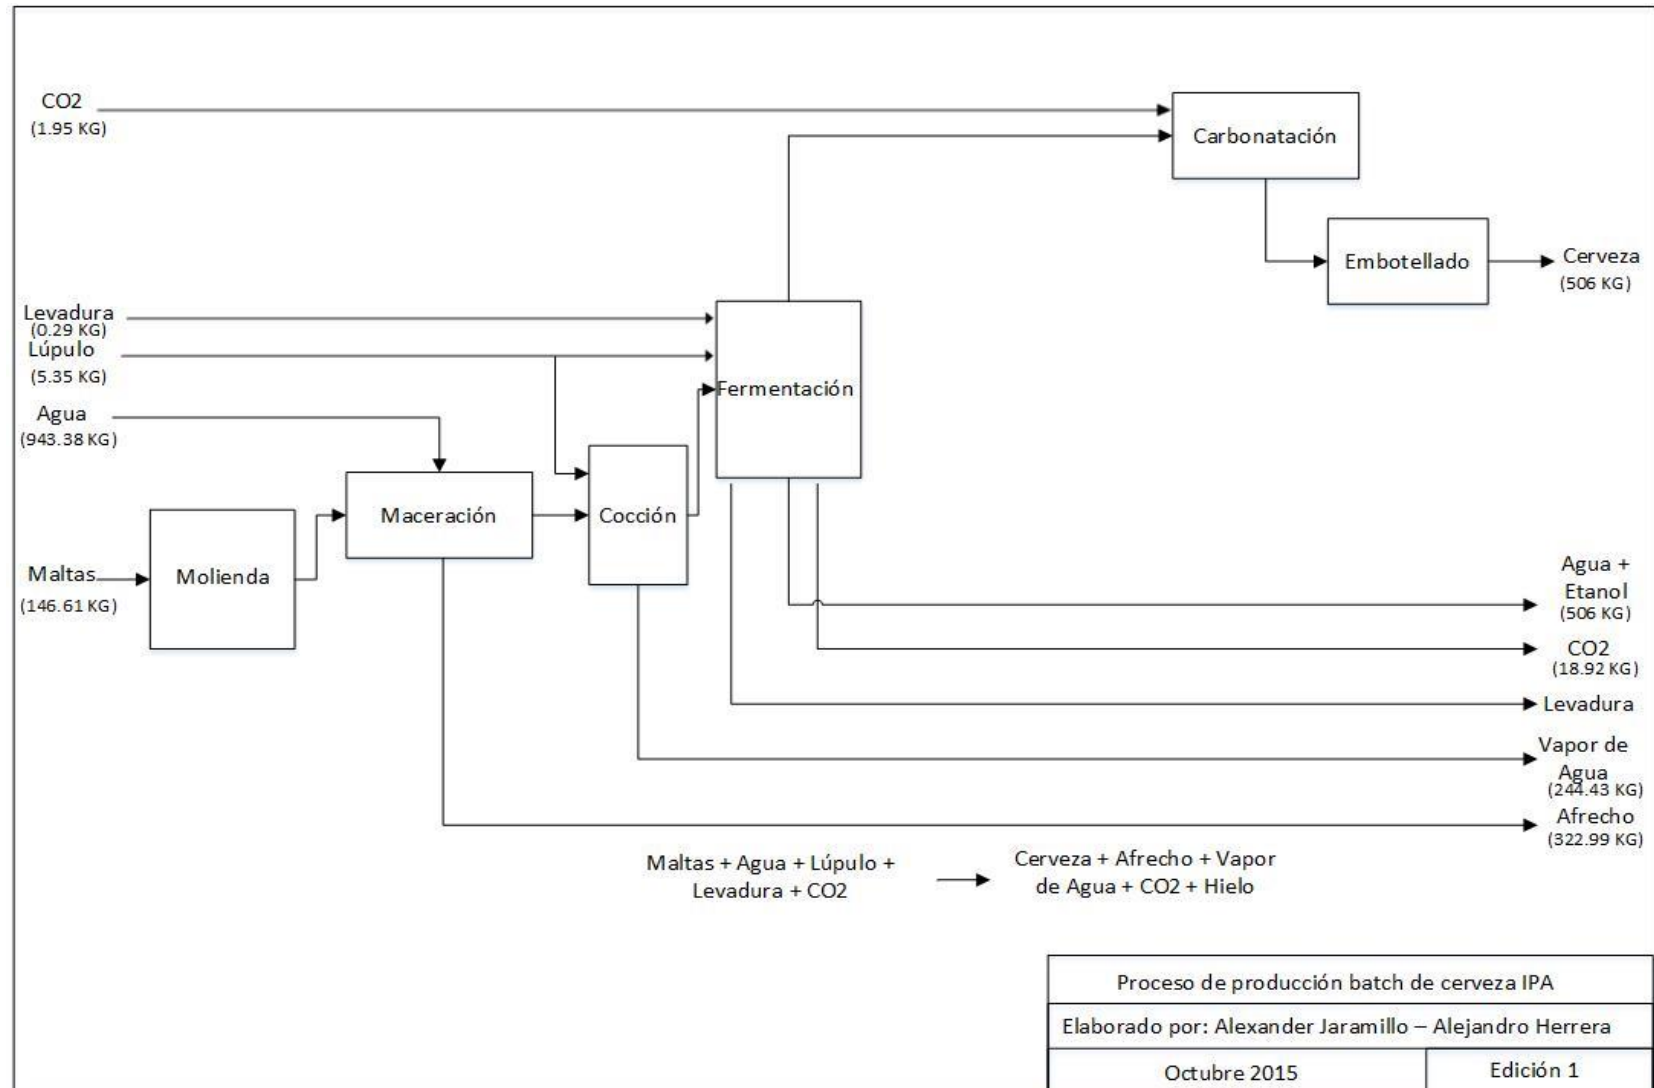 CO2
(1.95 KG)
Carbonatación
Embotellado
Cerveza
(506 KG)
Levadura
(0.29 KG)
Lúpulo
(5.35 KG)
Agua
(943.38 KG)
Fermentación
Maceración
Cocción
Maltas
(146.61 KG)
Molienda
Agua +
Etanol
(506 KG)
CO2
(18.92 KG)
Levadura
Vapor de
Agua
(244.43 KG)
Afrecho
(322.99 KG)
Maltas + Agua + Lúpulo +
Levadura + CO2
Cerveza + Afrecho + Vapor
de Agua + CO2 + Hielo
Proceso de producción batch de cerveza IPA
Elaborado por: Alexander Jaramillo – Alejandro Herrera
Octubre 2015
Edición 1